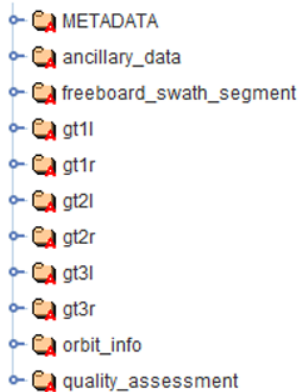 METADATA
ancillary_data
freeboard_swath_segment
gt1l
gt1r
gt2l
gt2r
gt3l
gt3r
orbit_info
quality_assessment